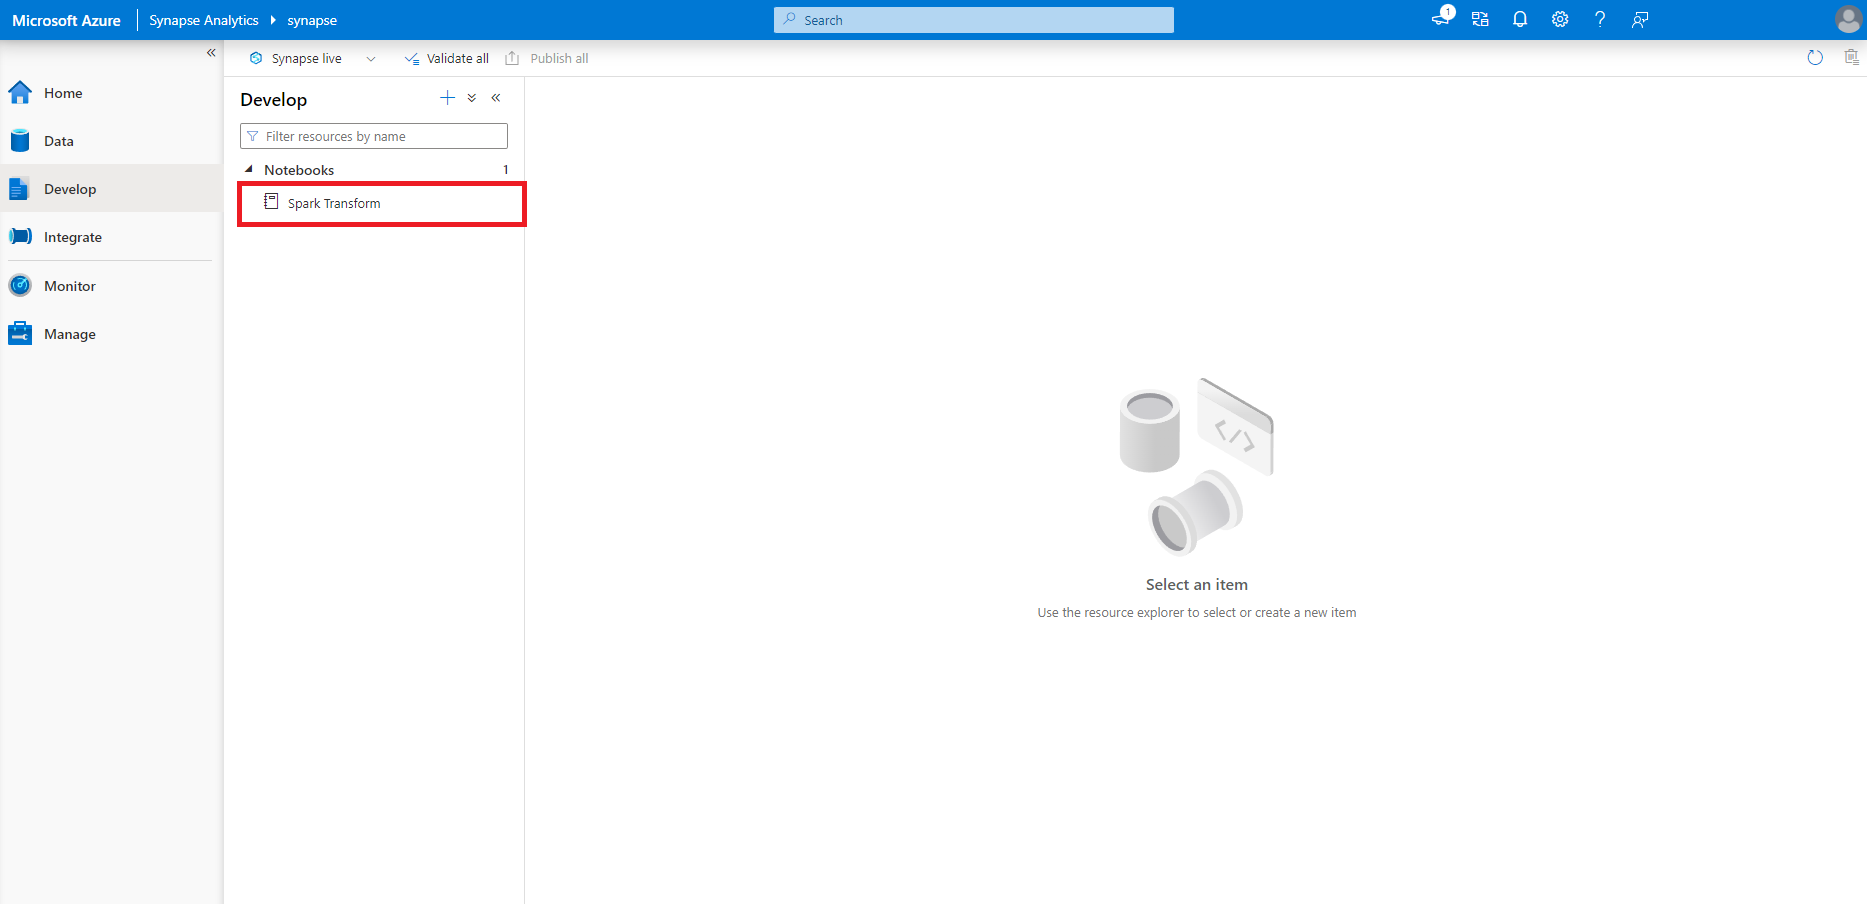 Microsoft Azure
Synapse Analytics
synapse
Search
1
Synapse live
Validate all
Publish all
Home
Data
Develop
Integrate
Monitor
Manage
Develop
Filter resources by name
Notebooks 1
Spark Transform
</>
Select an item
Use the resource explorer to select or create a new item